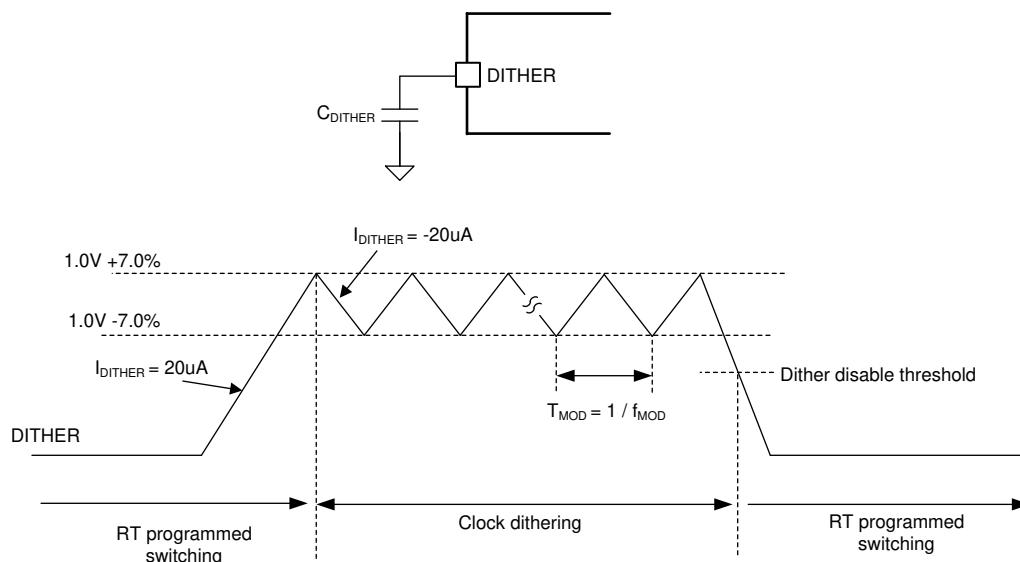 DITHER
CDITHER
IDITHER = -20uA
1.0V +7.0%
1.0V -7.0%
IDITHER = 20uA
Dither disable threshold
TMOD = 1 / fMOD
DITHER
RT programmed
switching
Clock dithering
RT programmed
switching